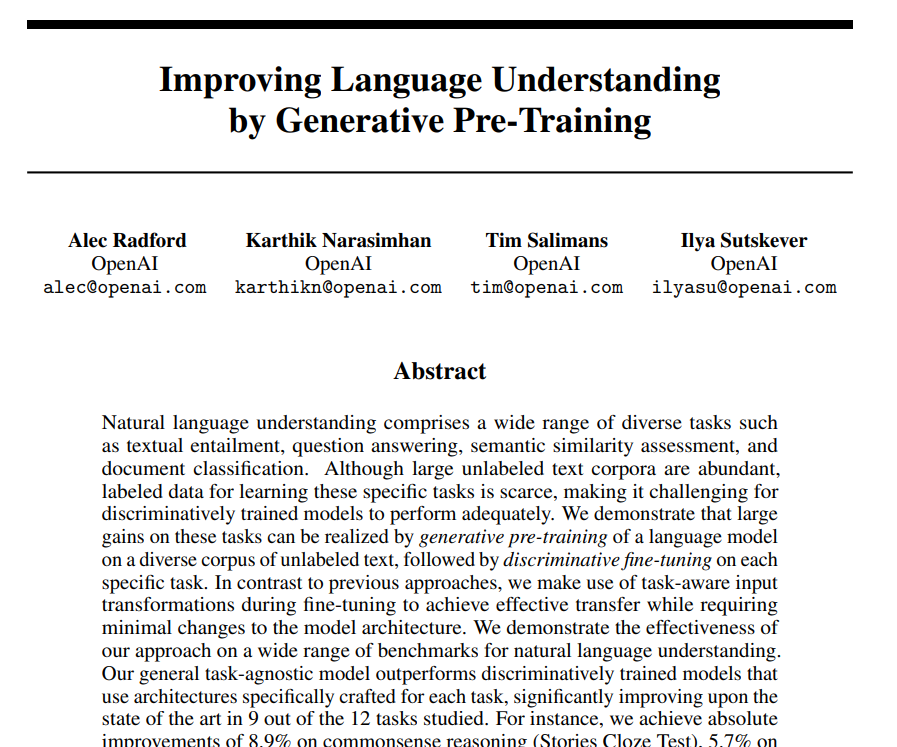 Improving Language Understanding
by Generative Pre-Training
Alec Radford
OpenAI
alec@openai.com
Karthik Narasimhan
OpenAI
karthikn@openai.com
Tim Salimans
OpenAI
tim@openai.com
Ilya Sutskever
OpenAI
ilyasu@openai.com
Abstract
Natural language understanding comprises a wide range of diverse tasks such
as textual entailment, question answering, semantic similarity assessment, and
document classification. Although large unlabeled text corpora are abundant,
labeled data for learning these specific tasks is scarce, making it challenging for
discriminatively trained models to perform adequately. We demonstrate that large
gains on these tasks can be realized by generative pre-training of a language model
on a diverse corpus of unlabeled text, followed by discriminative fine-tuning on each
specific task. In contrast to previous approaches, we make use of task-aware input
transformations during fine-tuning to achieve effective transfer while requiring
minimal changes to the model architecture. We demonstrate the effectiveness of
our approach on a wide range of benchmarks for natural language understanding.
Our general task-agnostic model outperforms discriminatively trained models that
use architectures specifically crafted for each task, significantly improving upon the
state of the art in 9 out of the 12 tasks studied. For instance, we achieve absolute
improvements of 8.9% on commonsense reasoning (Stories Cloze Test), 5.7% on